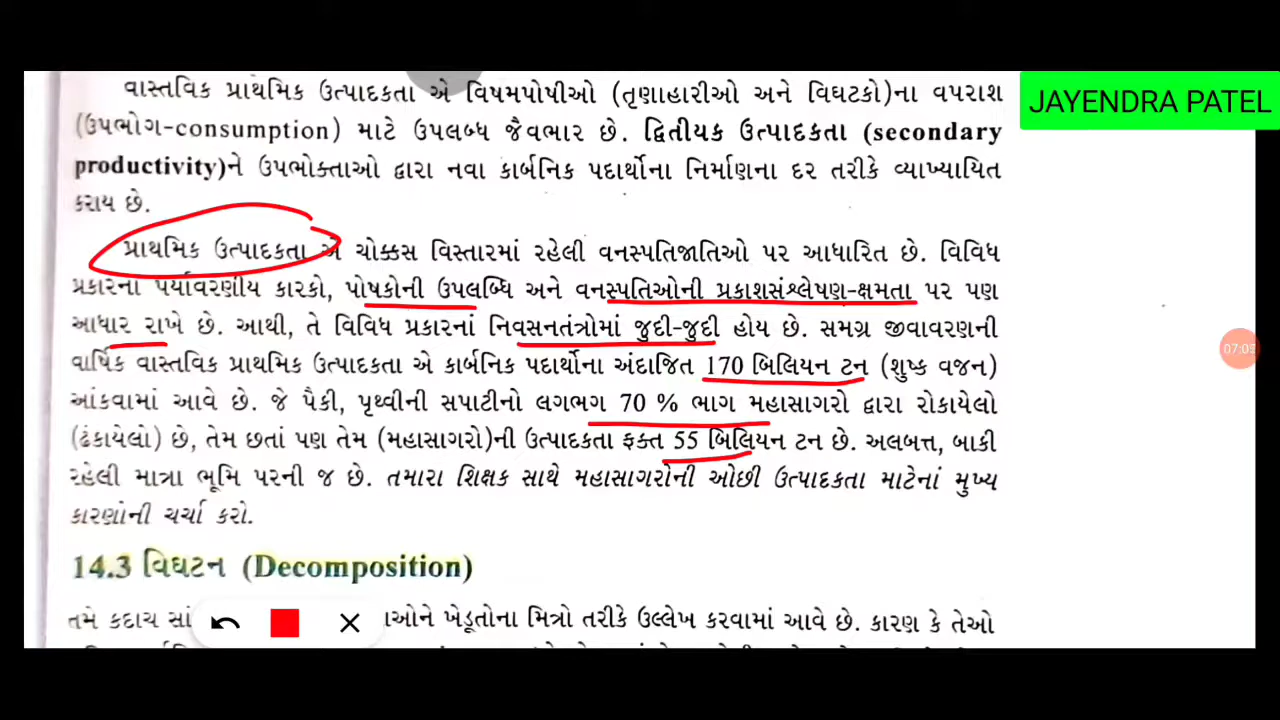 વાસ્તવિક પ્રાથમિક ઉત્પાદકતા એ વિષમપોષીઓ (તૃણાહારીઓ અને વિઘટકો)ના વપરાશ
JAYENDRA PATEL
(ઉપભોગ-consumption) માટે ઉપલબ્ધ જૈવભાર છે. દ્વિતીયક ઉત્પાદકતા (secondary
productivity)ને ઉપભોક્તાઓ દ્વારા નવા કાર્બનિક પદાર્થોના નિર્માણના દર તરીકે વ્યાખ્યાયિત
કરાય છે.
પ્રાથમિક ઉત્પાદકતા એ ચોક્કસ વિસ્તારમાં રહેલી વનસ્પતિજાતિઓ પર આધારિત છે. વિવિધ
પ્રકારના પર્યાવરણીય કારકો, પોષકોની ઉપલબ્ધિ અને વનસ્પતિઓની પ્રકાશસંશ્લેષણ-ક્ષમતા પર પણ
આધાર રાખે છે. આથી, તે વિવિધ પ્રકારનાં નિવસનતંત્રોમાં જુદી-જુદી હોય છે. સમગ્ર જીવાવરણની
07:05
વાર્ષિક વાસ્તવિક પ્રાથમિક ઉત્પાદકતા એ કાર્બનિક પદાર્થોના અંદાજિત 170 બિલિયન ટન (શુષ્ક વજન)
આંકવામાં આવે છે. જે પૈકી, પૃથ્વીની સપાટીનો લગભગ 70 % ભાગ મહાસાગરો દ્વારા રોકાયેલો
(ઢંકાયેલો) છે, તેમ છતાં પણ તેમ (મહાસાગરો)ની ઉત્પાદકતા ફક્ત 55 બિલિયન ટન છે. અલબત્ત, બાકી
રહેલી માત્રા ભૂમિ પરની જ છે. તમારા શિક્ષક સાથે મહાસાગરોની ઓછી ઉત્પાદકતા માટેનાં મુખ્ય
કારણોની ચર્ચા કરો.
14.3 વિઘટન (Decomposition)
તમે કદાચ સાં ાઓને ખેડૂતોના મિત્રો તરીકે ઉલ્લેખ કરવામાં આવે છે. કારણ કે તેઓ